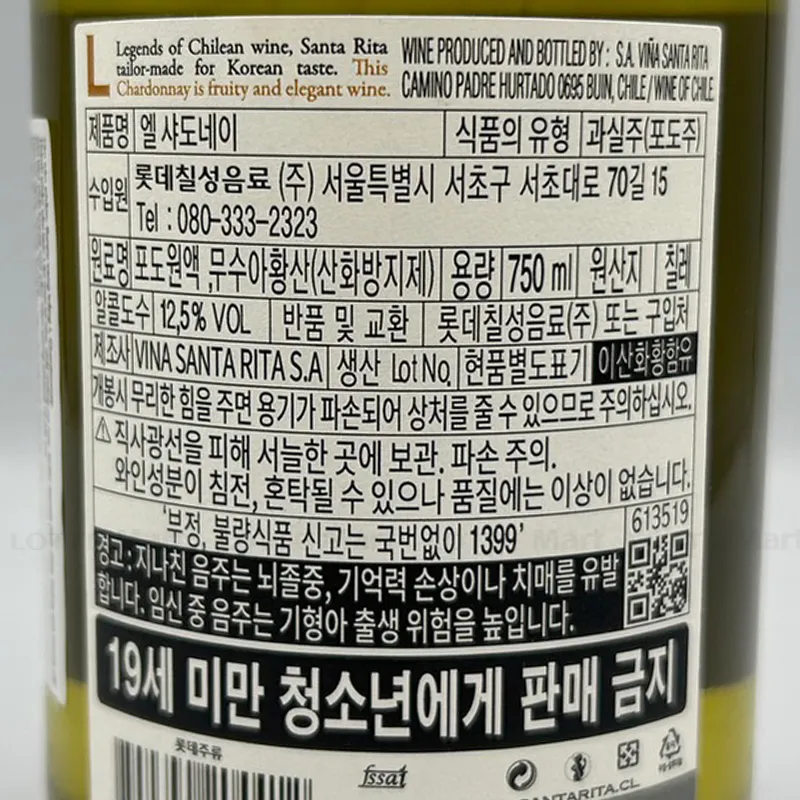 L
Legends of Chilean wine, Santa Rita
tailor-made for Korean taste. This
Chardonnay is fruity and elegant wine.
WINE PRODUCED AND BOTTLED BY : S.A. VIÑA SANTA RITA
CAMINO PADRE HURTADO 0695 BUIN, CHILE / WINE OF CHILE.
제품명 엘 샤도네이 식품의 유형 과실주(포도주)
수입원 롯데칠성음료 (주) 서울특별시 서초구 서초대로 70길 15
Tel : 080-333-2323
원료명 포도원액, 무수아황산(산화방지제) 용량 750 ml 원산지 칠레
알콜도수 12,5% VOL 반품 및 교환 롯데칠성음료(주) 또는 구입처
제조사 VINA SANTA RITA S.A 생산 Lot No, 현품별도표기 이산화황함유
개봉시 무리한 힘을 주면 용기가 파손되어 상처를 줄 수 있으므로 주의하십시오.
직사광선을 피해 서늘한 곳에 보관. 파손 주의.
와인성분이 침전, 혼탁될 수 있으나 품질에는 이상이 없습니다.
'부정, 불량식품 신고는 국번없이 1399'
613519
경고 : 지나친 음주는 뇌졸중, 기억력 손상이나 치매를 유발
합니다. 임신 중 음주는 기형아 출생 위험을 높입니다.
19세 미만 청소년에게 판매 금지
롯데주류
fssai
SANTARITA.CL